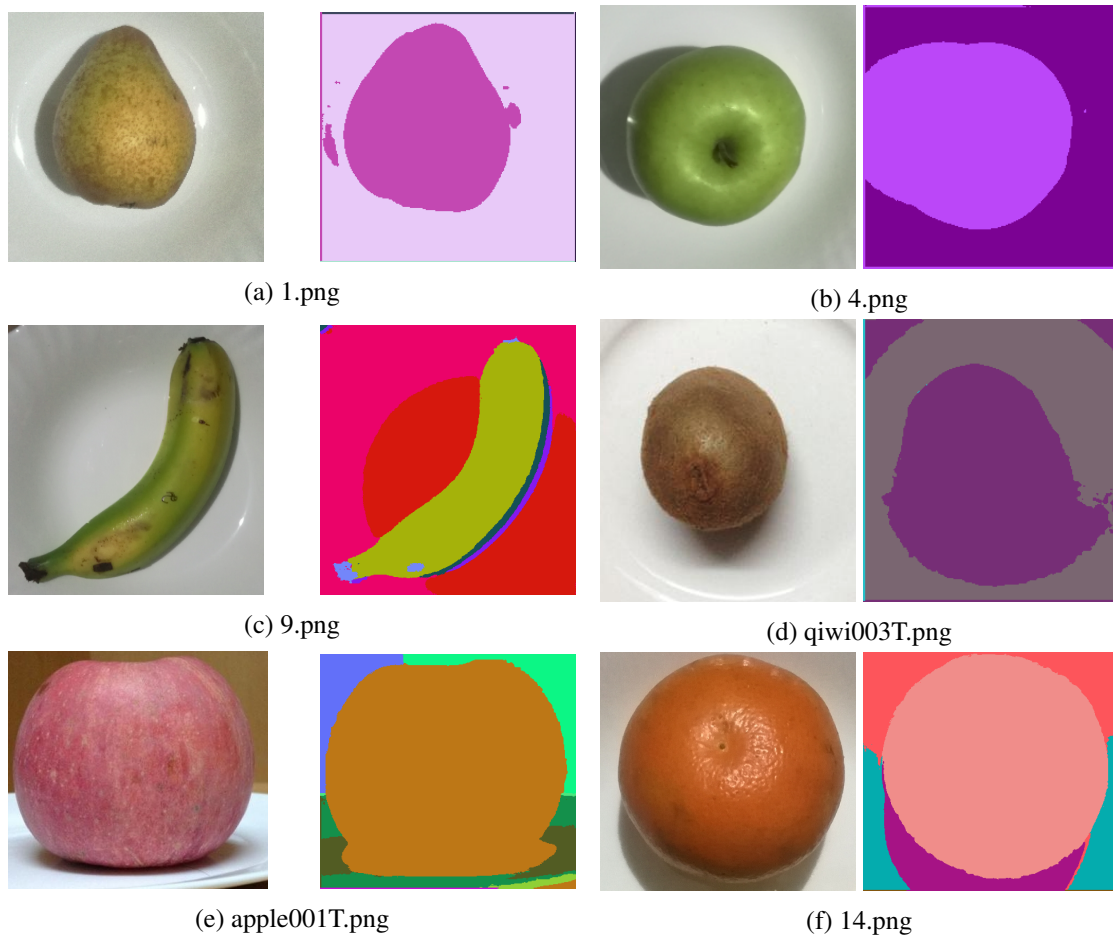 (a) 1.png
(b) 4.png
(c) 9.png
(d) qiwi003T.png
(e) apple001T.png
(f) 14.png